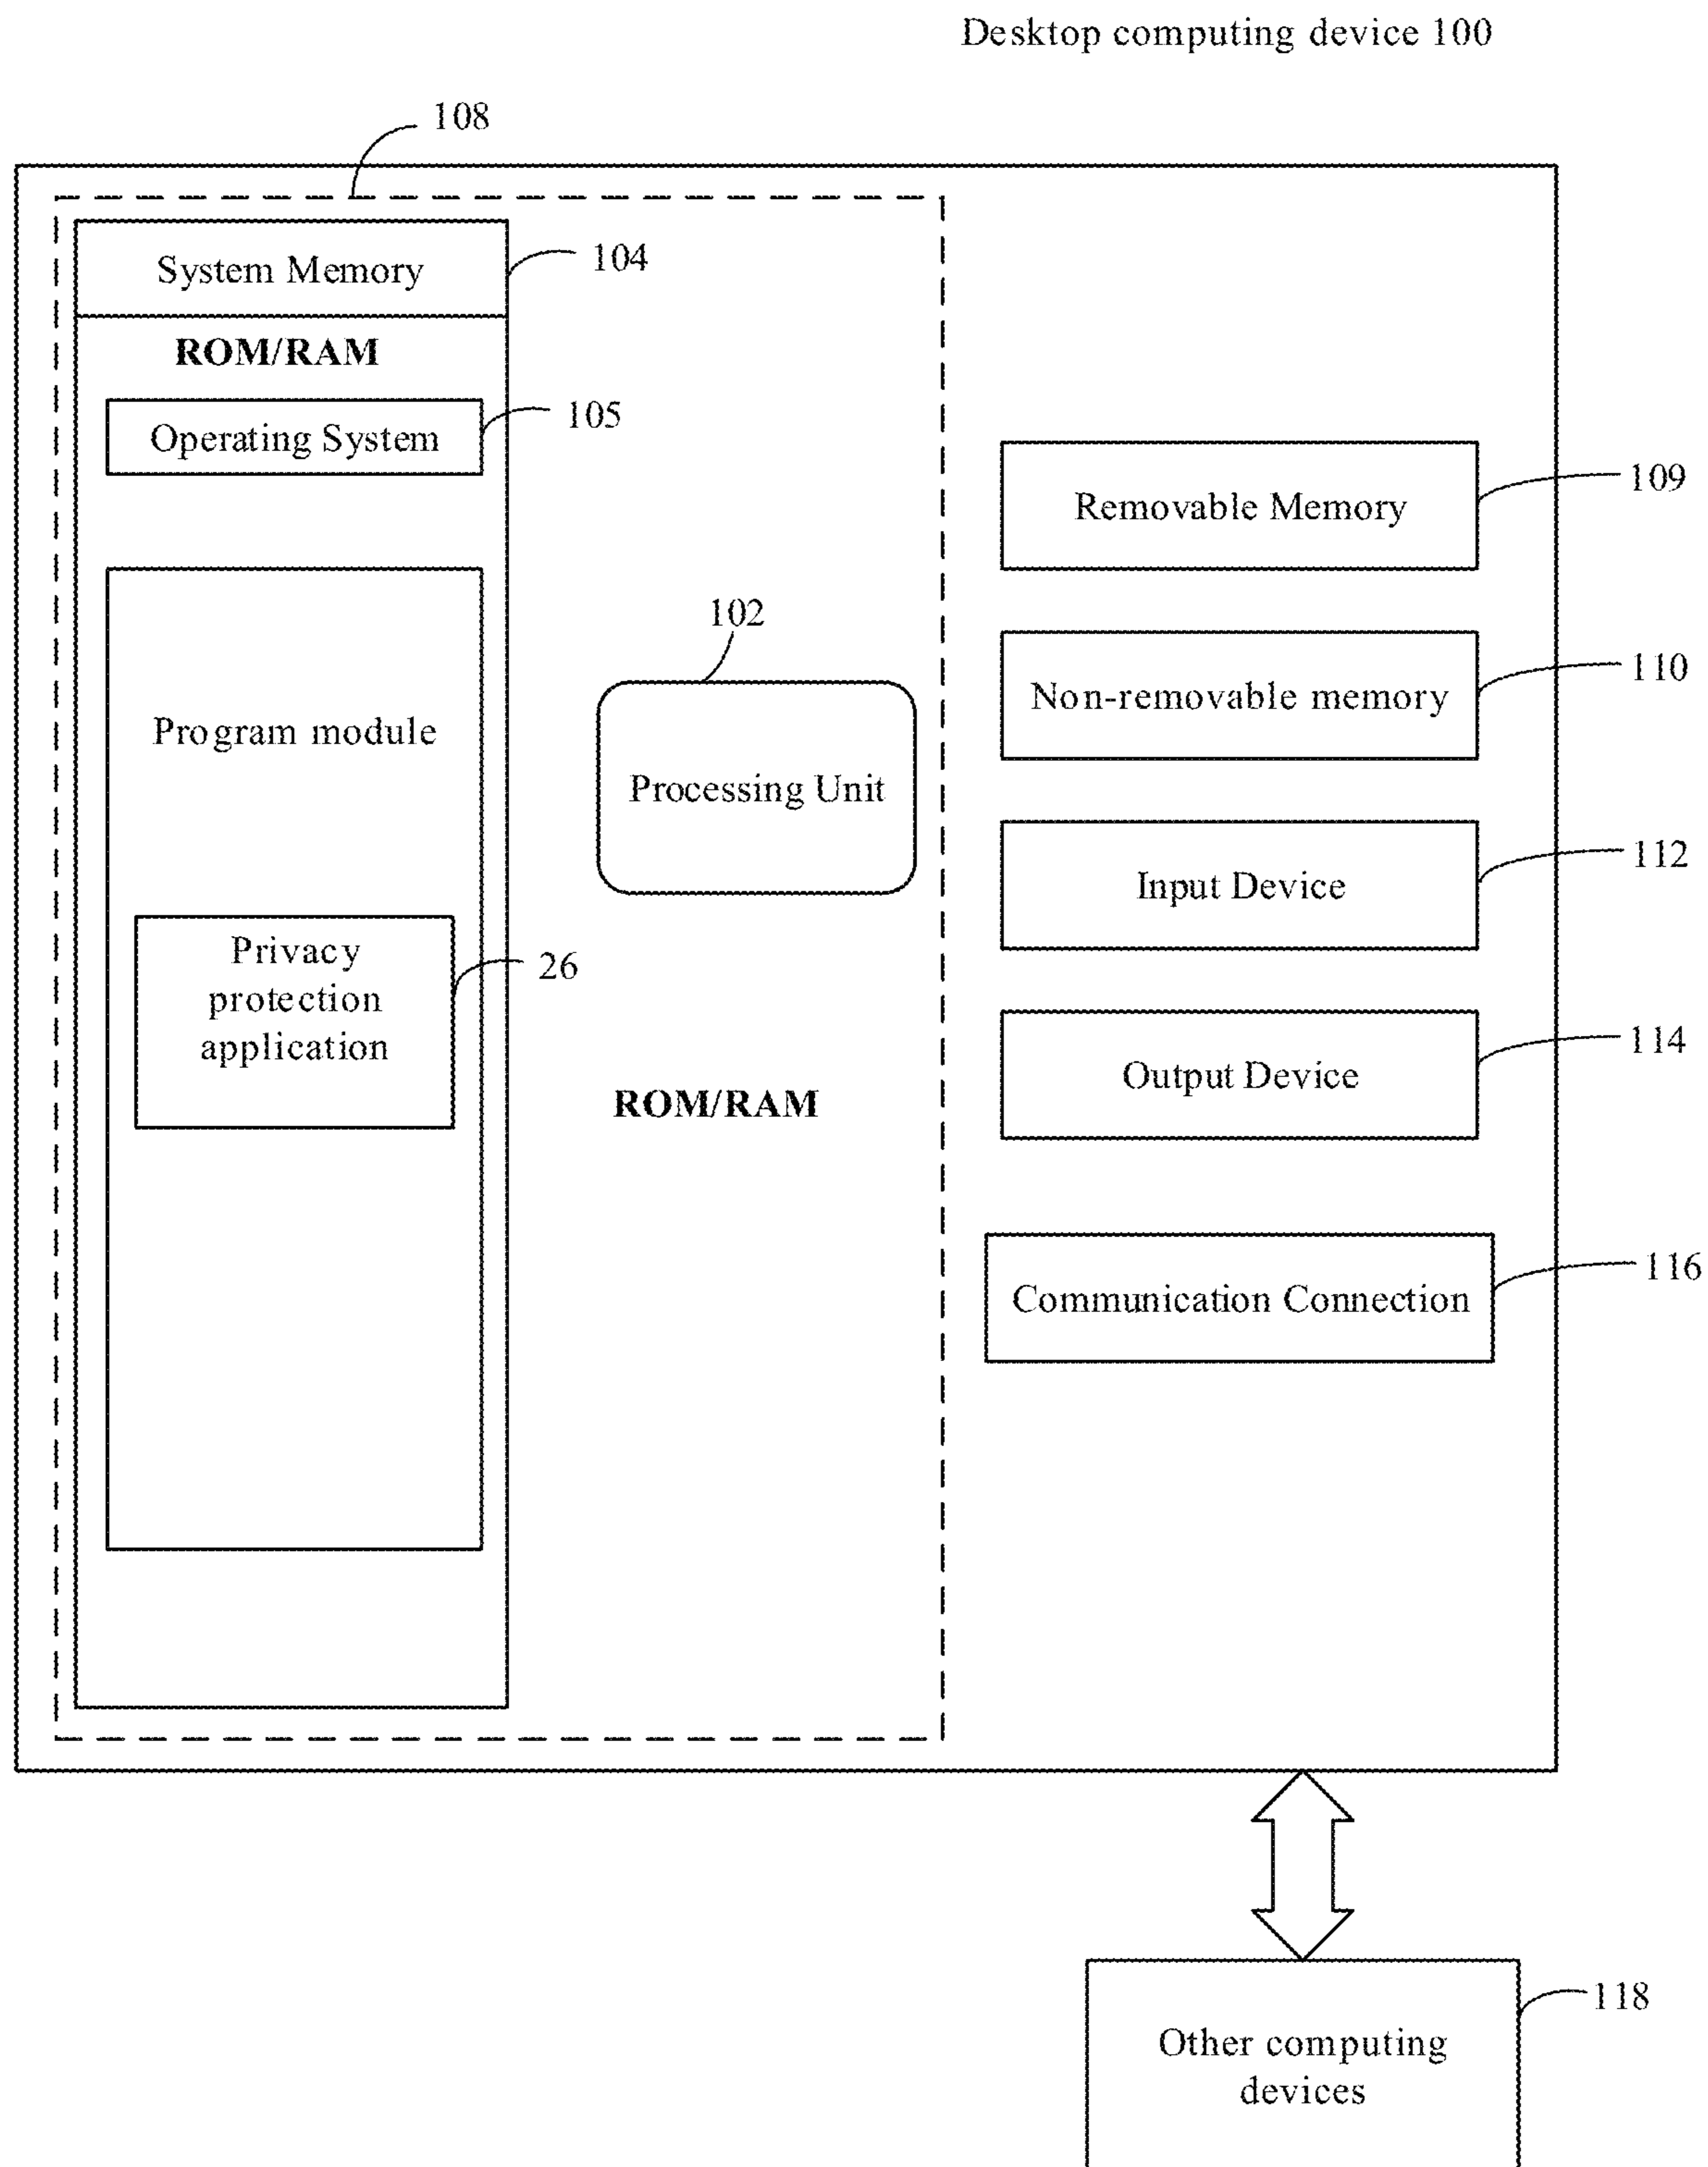 Desktop computing device 100
108
System Memory
104
ROM/RAM
Operating System
105
Program module
Privacy
protection
application
26
102
Processing Unit
ROM/RAM
Removable Memory
109
Non-removable memory
110
Input Device
112
Output Device
114
Communication Connection
116
Other computing
devices
118